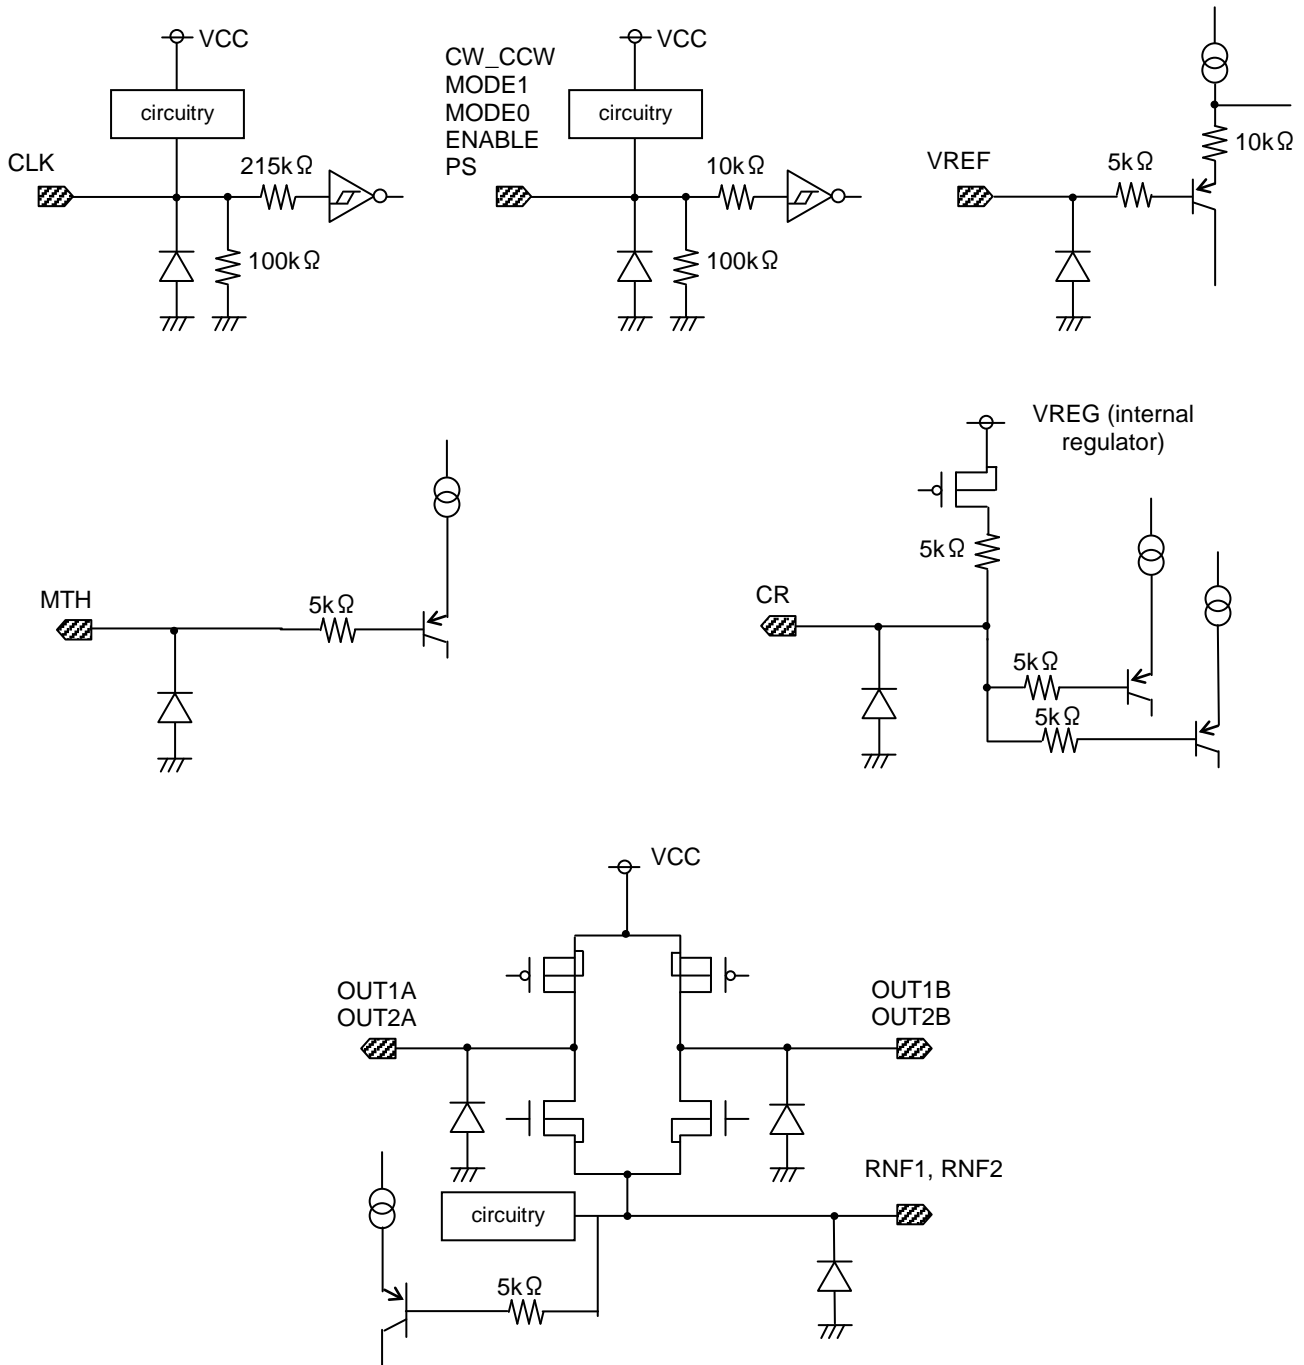 VCC
circuitry
CLK
215kΩ
100kΩ
VCC
CW_CCW
MODE1
MODE0
ENABLE
PS
circuitry
10kΩ
100kΩ
VREF
5kΩ
10kΩ
MTH
5kΩ
VREG (internal
regulator)
5kΩ
CR
5kΩ
5kΩ
VCC
OUT1A
OUT2A
OUT1B
OUT2B
RNF1, RNF2
circuitry
5kΩ